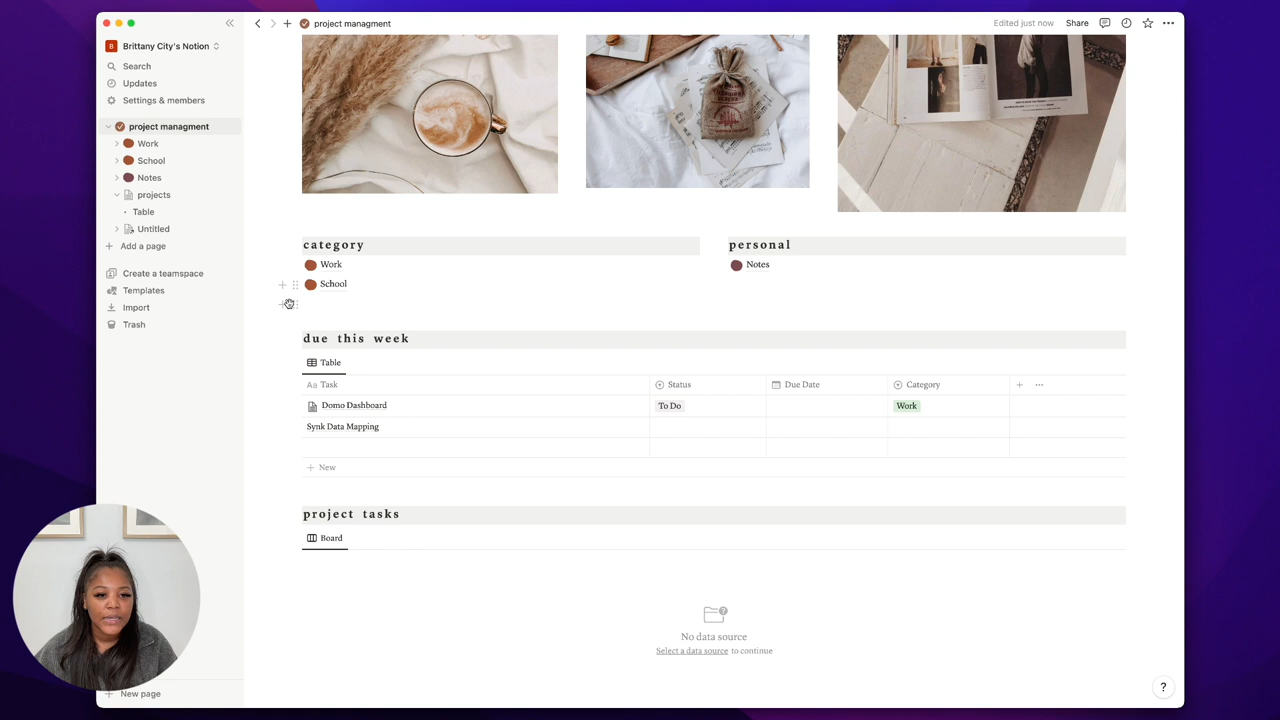 project managment
Edited just now
Share
B
Brittany City's Notion
Search
Updates
Settings & members
project managment
Work
School
Notes
projects
Table
Untitled
Add a page
Create a teamspace
Templates
Import
Trash
New page
category
personal
Work
Notes
School
due this week
Table
Aa Task
Status
Due Date
Category
Domo Dashboard
To Do
Work
Synk Data Mapping
New
project tasks
Board
No data source
Select a data source to continue
?